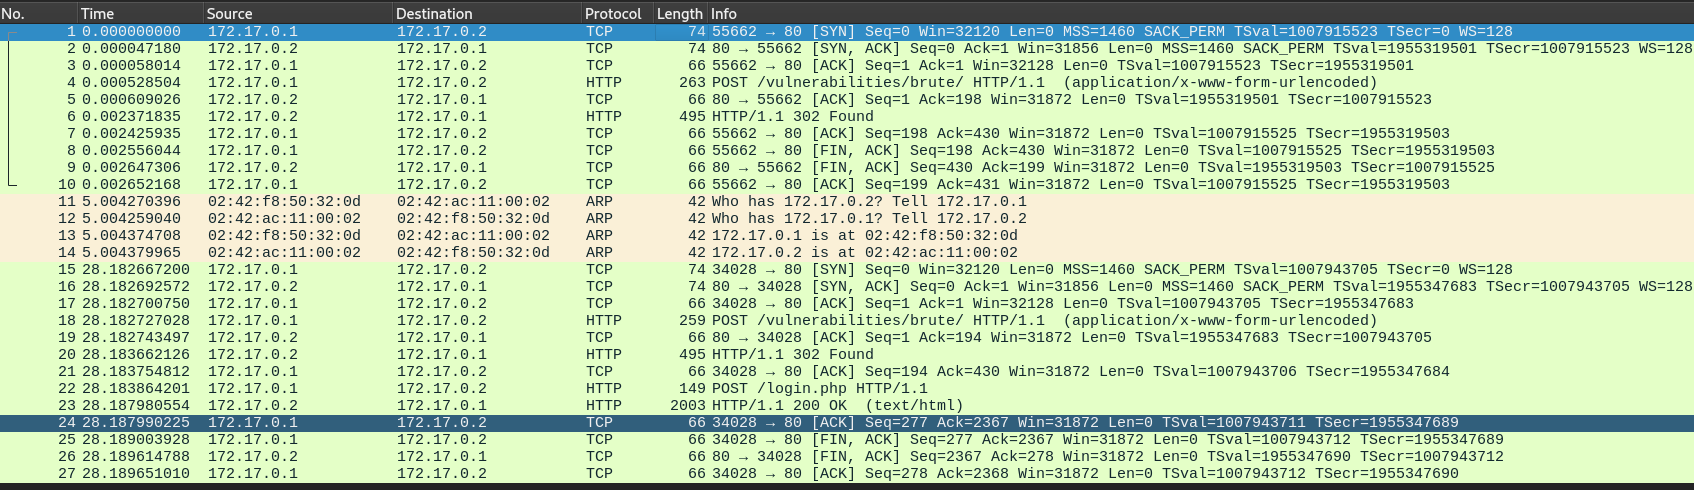 No. Time Source Destination Protocol Length Info
1 0.000000000 172.17.0.1 172.17.0.2 TCP 74 55662 → 80 [SYN] Seq=0 Win=32120 Len=0 MSS=1460 SACK_PERM TSval=1007915523 TSecr=0 WS=128
2 0.000047180 172.17.0.2 172.17.0.1 TCP 74 80 → 55662 [SYN, ACK] Seq=0 Ack=1 Win=31856 Len=0 MSS=1460 SACK_PERM TSval=1955319501 TSecr=1007915523 WS=128
3 0.000058014 172.17.0.1 172.17.0.2 TCP 66 55662 → 80 [ACK] Seq=1 Ack=1 Win=32128 Len=0 TSval=1007915523 TSecr=1955319501
4 0.000528504 172.17.0.1 172.17.0.2 HTTP 263 POST /vulnerabilities/brute/ HTTP/1.1 (application/x-www-form-urlencoded)
5 0.000609026 172.17.0.2 172.17.0.1 TCP 66 80 → 55662 [ACK] Seq=1 Ack=198 Win=31872 Len=0 TSval=1955319501 TSecr=1007915523
6 0.002371835 172.17.0.2 172.17.0.1 HTTP 495 HTTP/1.1 302 Found
7 0.002425935 172.17.0.1 172.17.0.2 TCP 66 55662 → 80 [ACK] Seq=198 Ack=430 Win=31872 Len=0 TSval=1007915525 TSecr=1955319503
8 0.002556044 172.17.0.1 172.17.0.2 TCP 66 55662 → 80 [FIN, ACK] Seq=198 Ack=430 Win=31872 Len=0 TSval=1007915525 TSecr=1955319503
9 0.002647306 172.17.0.2 172.17.0.1 TCP 66 80 → 55662 [FIN, ACK] Seq=430 Ack=199 Win=31872 Len=0 TSval=1955319503 TSecr=1007915525
10 0.002652168 172.17.0.1 172.17.0.2 TCP 66 55662 → 80 [ACK] Seq=199 Ack=431 Win=31872 Len=0 TSval=1007915525 TSecr=1955319503
11 5.004270396 02:42:f8:50:32:0d 02:42:ac:11:00:02 ARP 42 Who has 172.17.0.2? Tell 172.17.0.1
12 5.004259040 02:42:ac:11:00:02 02:42:f8:50:32:0d ARP 42 Who has 172.17.0.1? Tell 172.17.0.2
13 5.004374708 02:42:f8:50:32:0d 02:42:ac:11:00:02 ARP 42 172.17.0.1 is at 02:42:f8:50:32:0d
14 5.004379965 02:42:ac:11:00:02 02:42:f8:50:32:0d ARP 42 172.17.0.2 is at 02:42:ac:11:00:02
15 28.182667200 172.17.0.1 172.17.0.2 TCP 74 34028 → 80 [SYN] Seq=0 Win=32120 Len=0 MSS=1460 SACK_PERM TSval=1007943705 TSecr=0 WS=128
16 28.182692572 172.17.0.2 172.17.0.1 TCP 74 80 → 34028 [SYN, ACK] Seq=0 Ack=1 Win=31856 Len=0 MSS=1460 SACK_PERM TSval=1955347683 TSecr=1007943705 WS=128
17 28.182700750 172.17.0.1 172.17.0.2 TCP 66 34028 → 80 [ACK] Seq=1 Ack=1 Win=32128 Len=0 TSval=1007943705 TSecr=1955347683
18 28.182727028 172.17.0.1 172.17.0.2 HTTP 259 POST /vulnerabilities/brute/ HTTP/1.1 (application/x-www-form-urlencoded)
19 28.182743497 172.17.0.2 172.17.0.1 TCP 66 80 → 34028 [ACK] Seq=1 Ack=194 Win=31872 Len=0 TSval=1955347683 TSecr=1007943705
20 28.183662126 172.17.0.2 172.17.0.1 HTTP 495 HTTP/1.1 302 Found
21 28.183754812 172.17.0.1 172.17.0.2 TCP 66 34028 → 80 [ACK] Seq=194 Ack=430 Win=31872 Len=0 TSval=1007943706 TSecr=1955347684
22 28.183864201 172.17.0.1 172.17.0.2 HTTP 149 POST /login.php HTTP/1.1
23 28.187980554 172.17.0.2 172.17.0.1 HTTP 2003 HTTP/1.1 200 OK (text/html)
24 28.187990225 172.17.0.1 172.17.0.2 TCP 66 34028 → 80 [ACK] Seq=277 Ack=2367 Win=31872 Len=0 TSval=1007943711 TSecr=1955347689
25 28.189003928 172.17.0.1 172.17.0.2 TCP 66 34028 → 80 [FIN, ACK] Seq=277 Ack=2367 Win=31872 Len=0 TSval=1007943712 TSecr=1955347689
26 28.189614788 172.17.0.2 172.17.0.1 TCP 66 80 → 34028 [FIN, ACK] Seq=2367 Ack=278 Win=31872 Len=0 TSval=1955347690 TSecr=1007943712
27 28.189651010 172.17.0.1 172.17.0.2 TCP 66 34028 → 80 [ACK] Seq=278 Ack=2368 Win=31872 Len=0 TSval=1007943712 TSecr=1955347690